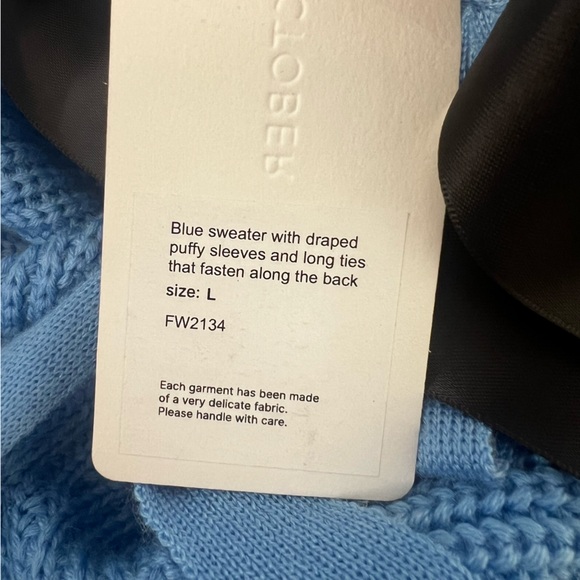 CLOBER
Blue sweater with draped
puffy sleeves and long ties
that fasten along the back
size: L
FW2134
Each garment has been made
of a very delicate fabric.
Please handle with care.